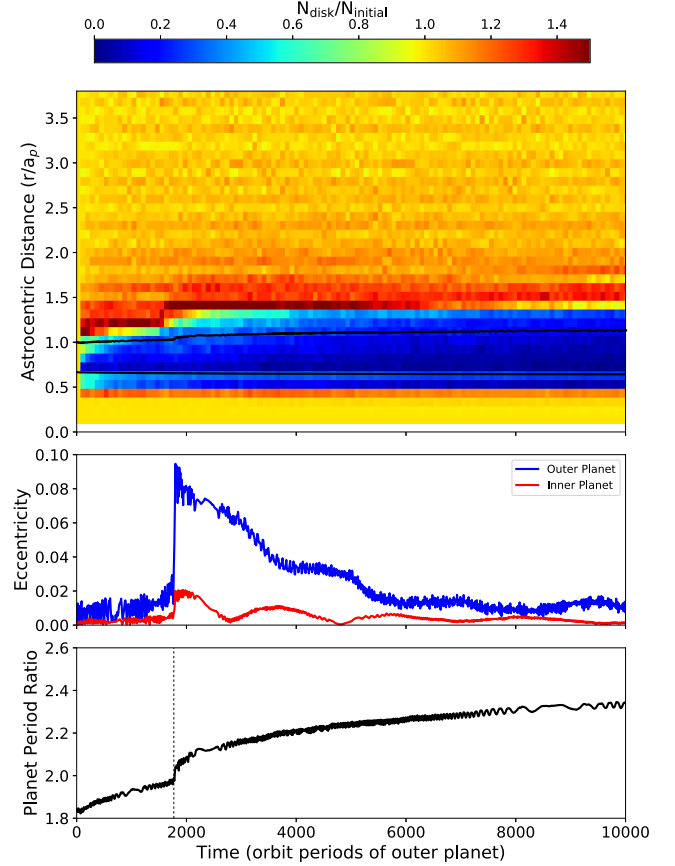 N_disk/N_initial
0.0 0.2 0.4 0.6 0.8 1.0 1.2 1.4
Astrocentric Distance (r/a_p)
3.5
3.0
2.5
2.0
1.5
1.0
0.5
0.0
Eccentricity
0.10
0.08
0.06
0.04
0.02
0.00
Outer Planet
Inner Planet
Planet Period Ratio
2.6
2.4
2.2
2.0
1.8
0 2000 4000 6000 8000 10000
Time (orbit periods of outer planet)